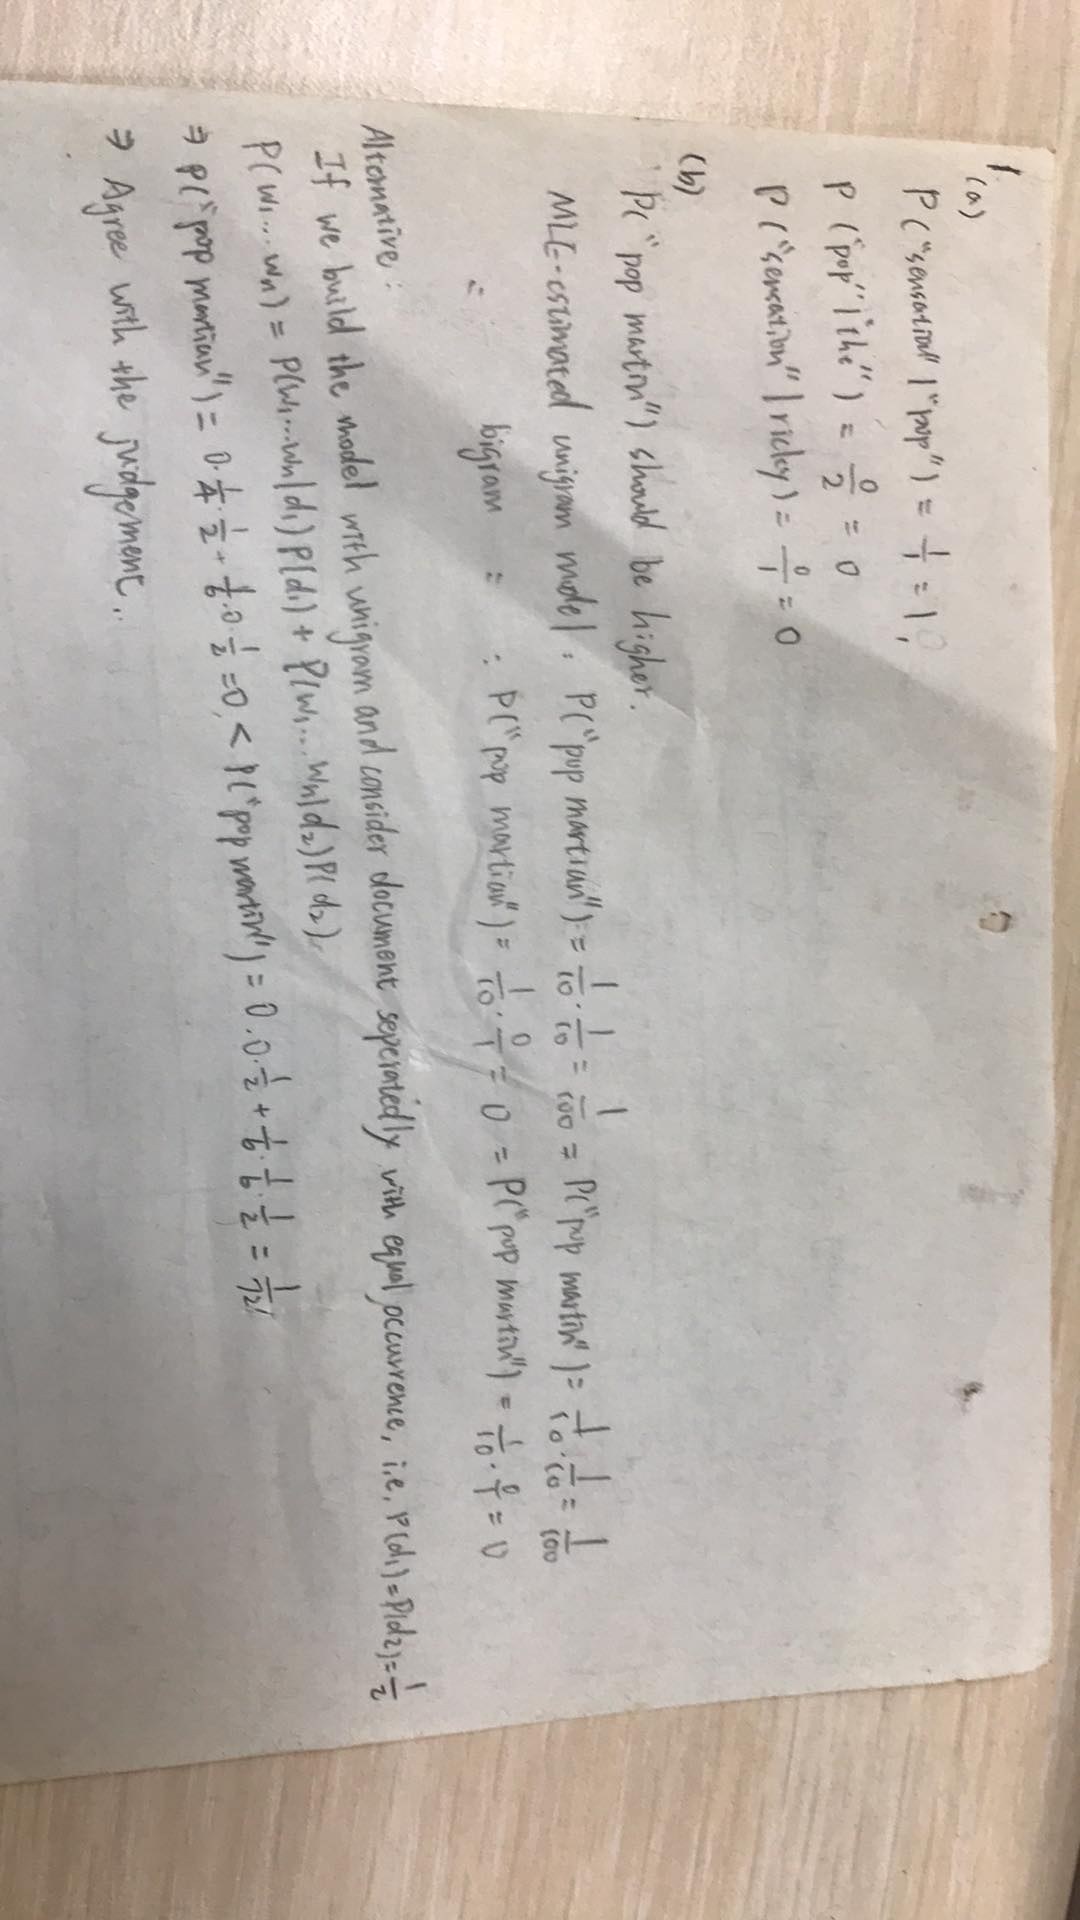 1.
(a)
P("sensation" | "pop") = 1/1 = 1,
P("pop" | "the") = 0/2 = 0
P("sensation" | ricky) = 0/1 = 0
(b)
P("pop martin") should be higher.
MLE-estimated unigram model : P("pop martian") = 1/10 · 1/10 = 1/100 = P("pop martin") = 1/10 · 1/10 = 1/100
= bigram = : P("pop martian") = 1/10 · 0/1 = 0 = P("pop martin") = 1/10 · 0/1 = 0
Alternative :
If we build the model with unigram and consider document seperatedly with equal occurrence, i.e, P(d1) = P(d2) = 1/2
P(w1 ... wn) = P(w1 ... wn | d1) P(d1) + P(w1 ... wn | d2) P(d2)
⇒ P("pop martian") = 0 · 1/4 · 1/2 + 1/6 · 0 · 1/2 = 0, < P("pop martin") = 0 · 0 · 1/2 + 1/6 · 1/6 · 1/2 = 1/72
⇒ Agree with the judgement..